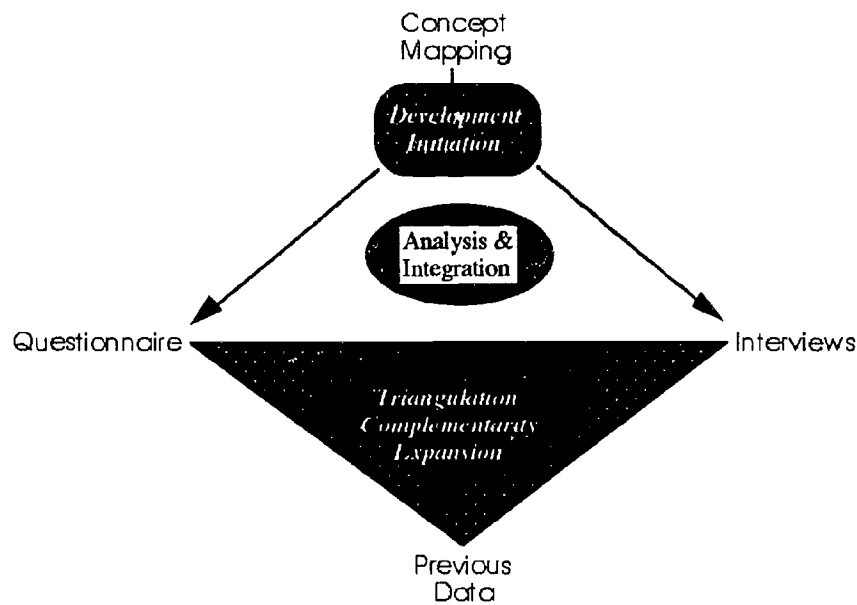 Concept
Mapping
Development
Initiation
Analysis &
Integration
Questionnaire
Interviews
Triangulation
Complementarity
Expansion
Previous
Data